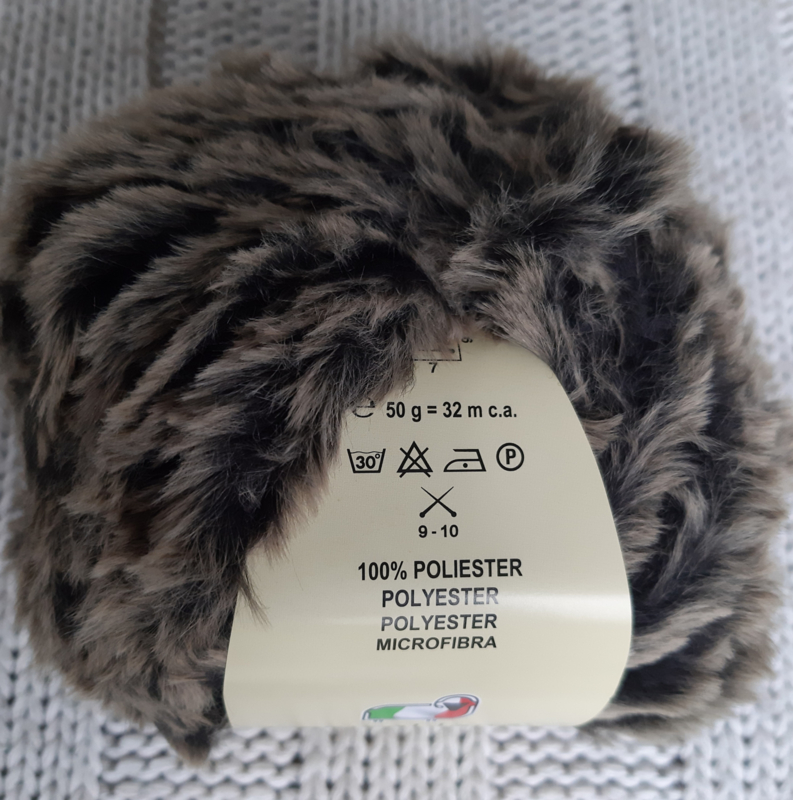 7
50 g = 32 m c.a.
30° P
9 - 10
100% POLIESTER
POLYESTER
POLYESTER
MICROFIBRA